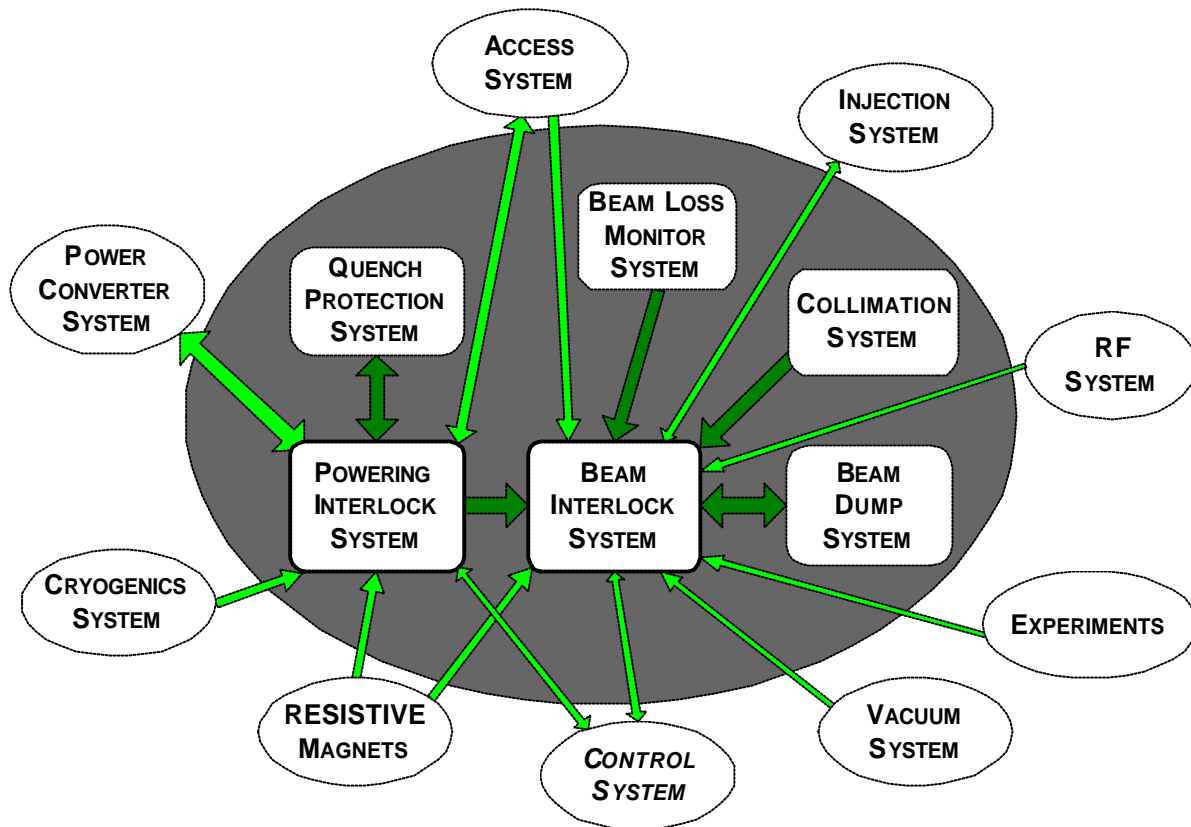 ACCESS
SYSTEM
INJECTION
SYSTEM
BEAM LOSS
MONITOR
SYSTEM
POWER
CONVERTER
SYSTEM
QUENCH
PROTECTION
SYSTEM
COLLIMATION
SYSTEM
RF
SYSTEM
POWERING
INTERLOCK
SYSTEM
BEAM
INTERLOCK
SYSTEM
BEAM
DUMP
SYSTEM
CRYOGENICS
SYSTEM
EXPERIMENTS
RESISTIVE
MAGNETS
CONTROL
SYSTEM
VACUUM
SYSTEM